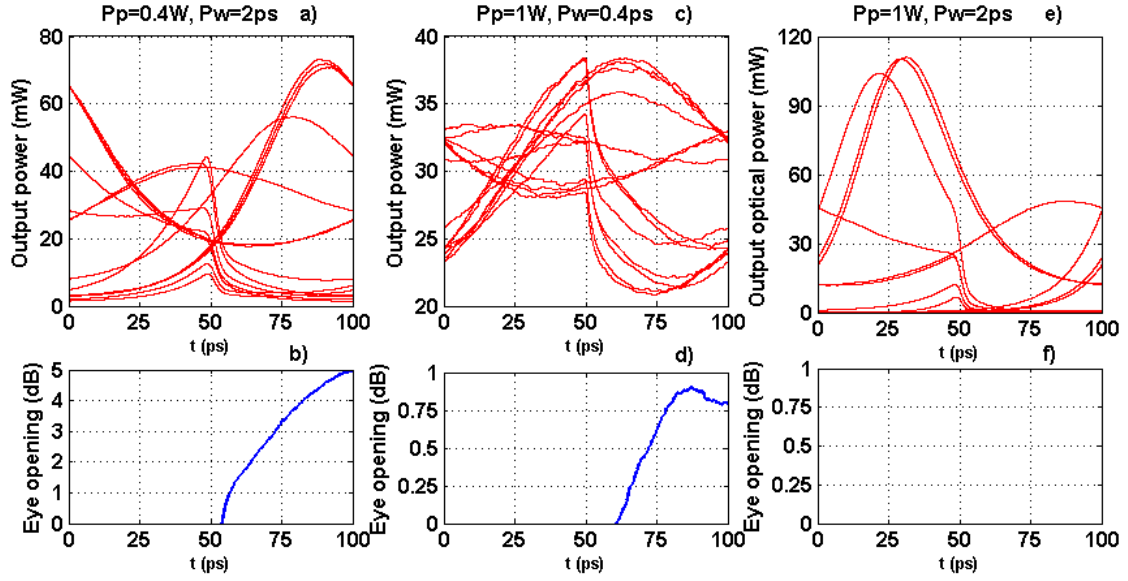 Pp=0.4W, Pw=2ps a)
Output power (mW)
80
60
40
20
0
0 25 50 75 100
t (ps)
Pp=1W, Pw=0.4ps c)
Output power (mW)
40
35
30
25
20
0 25 50 75 100
t (ps)
Pp=1W, Pw=2ps e)
Output optical power (mW)
120
90
60
30
0
0 25 50 75 100
t (ps)
b)
Eye opening (dB)
5
4
3
2
1
0
0 25 50 75 100
t (ps)
d)
Eye opening (dB)
1
0.75
0.5
0.25
0
0 25 50 75 100
t (ps)
f)
Eye opening (dB)
1
0.75
0.5
0.25
0
0 25 50 75 100
t (ps)